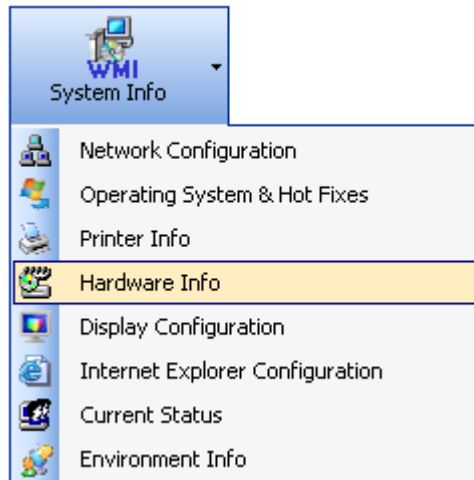 WMI
System Info
Network Configuration
Operating System & Hot Fixes
Printer Info
Hardware Info
Display Configuration
Internet Explorer Configuration
Current Status
Environment Info